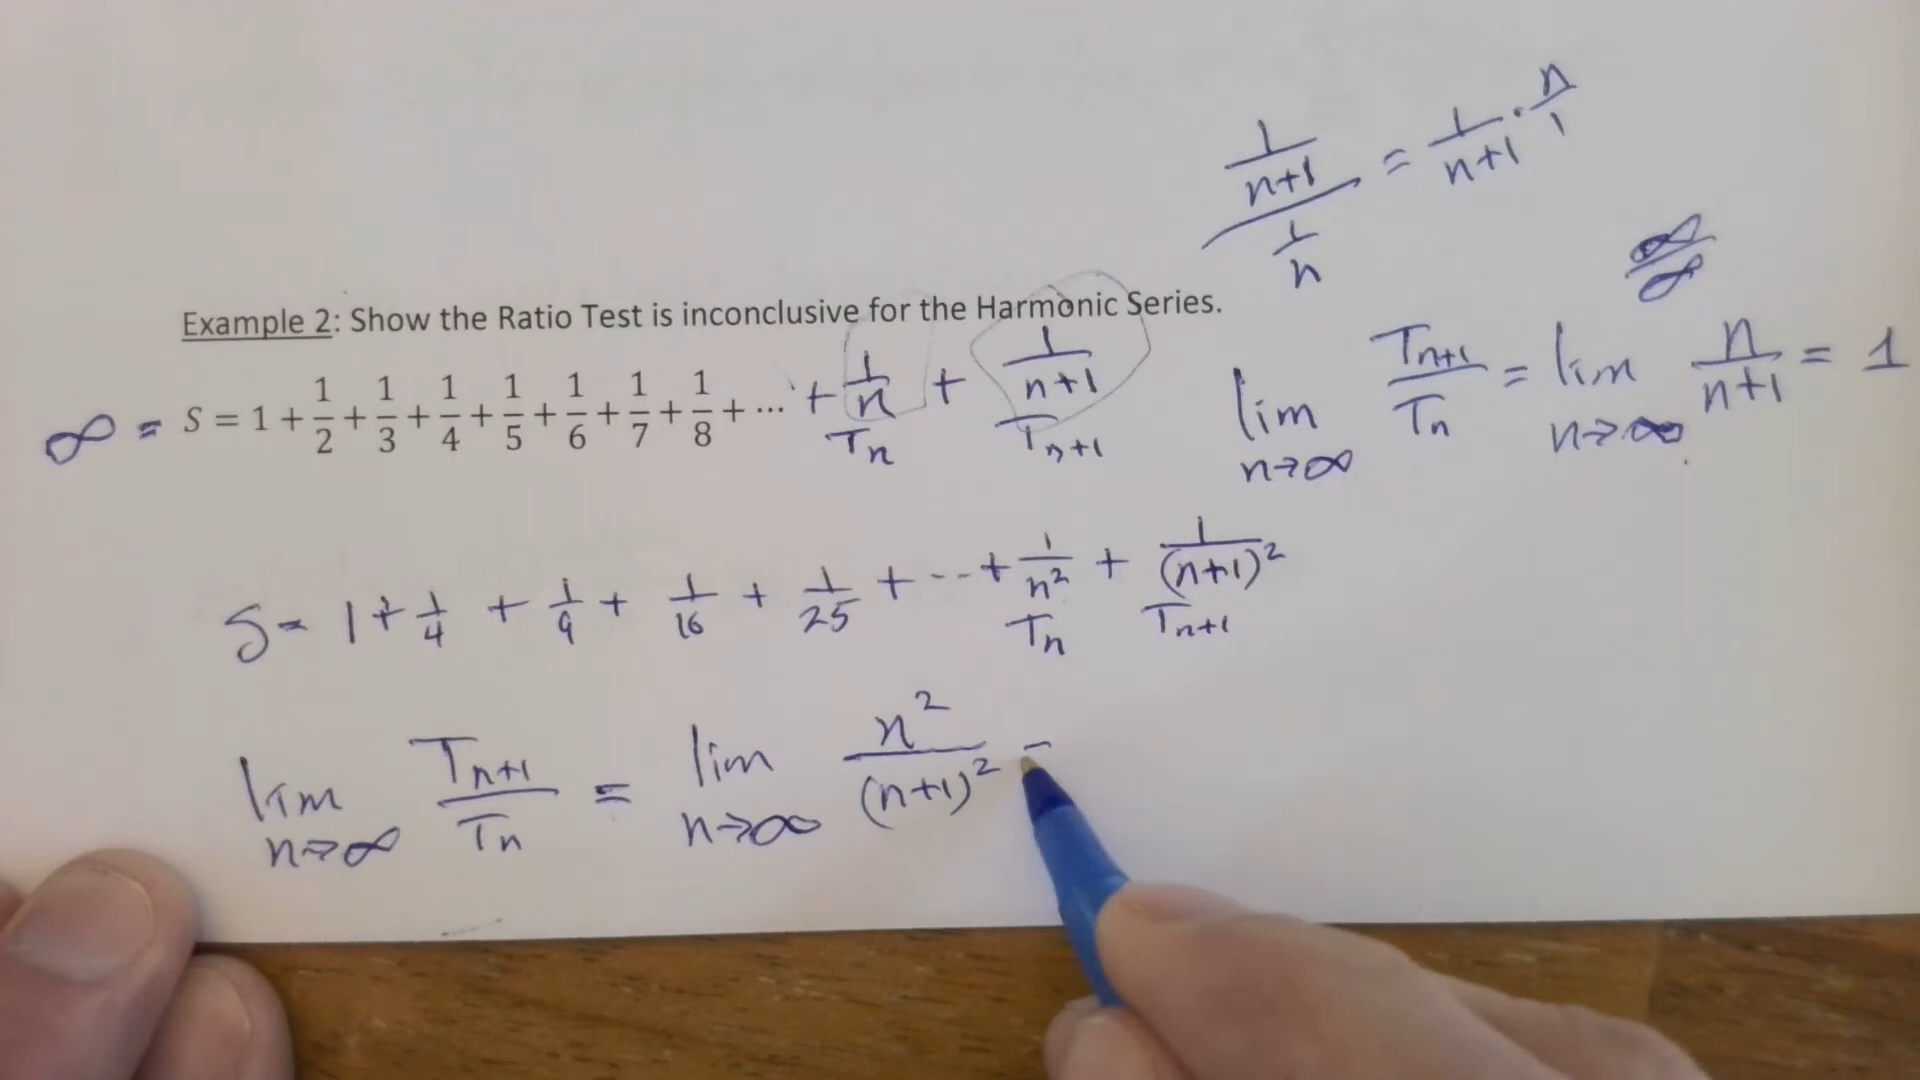 1/(n+1) / 1/n = 1/(n+1) · n/1
∞/∞
Example 2: Show the Ratio Test is inconclusive for the Harmonic Series.
∞ = S = 1 + 1/2 + 1/3 + 1/4 + 1/5 + 1/6 + 1/7 + 1/8 + ... + 1/n + 1/(n+1)
Tn Tn+1
lim n→∞ Tn+1/Tn = lim n→∞ n/(n+1) = 1
S = 1 + 1/4 + 1/9 + 1/16 + 1/25 + ... + 1/n² + 1/(n+1)²
Tn Tn+1
lim n→∞ Tn+1/Tn = lim n→∞ n²/(n+1)² -